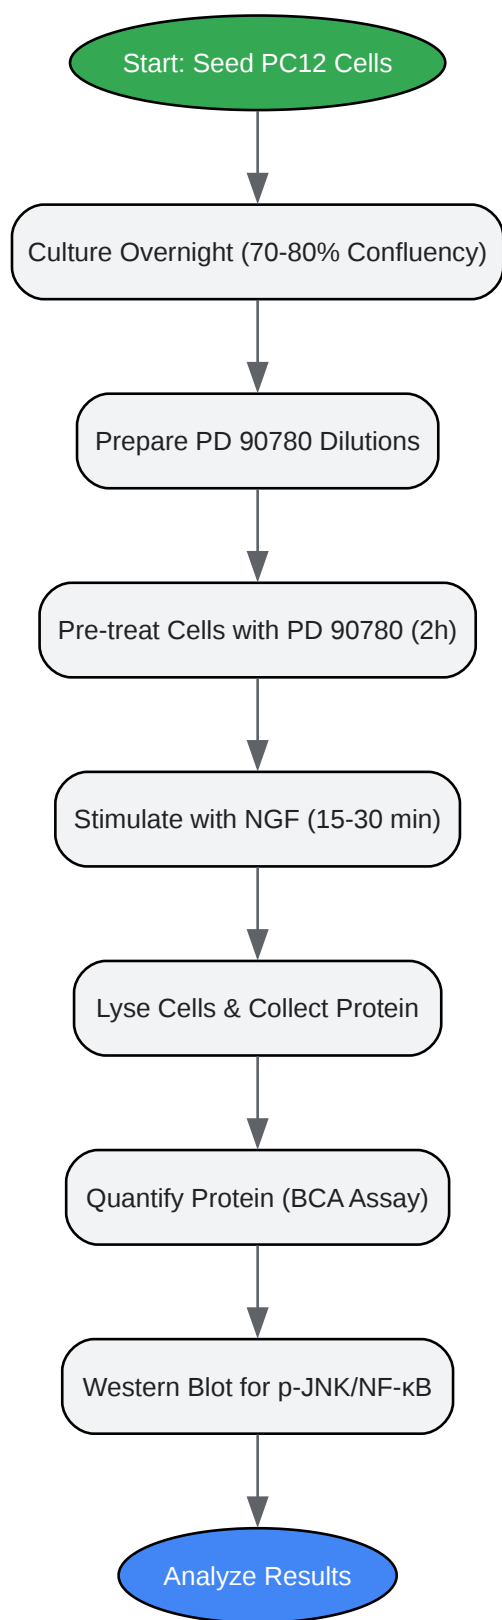 Start: Seed PC12 Cells
Culture Overnight (70-80% Confluency)
Prepare PD 90780 Dilutions
Pre-treat Cells with PD 90780 (2h)
Stimulate with NGF (15-30 min)
Lyse Cells & Collect Protein
Quantify Protein (BCA Assay)
Western Blot for p-JNK/NF-κB
Analyze Results